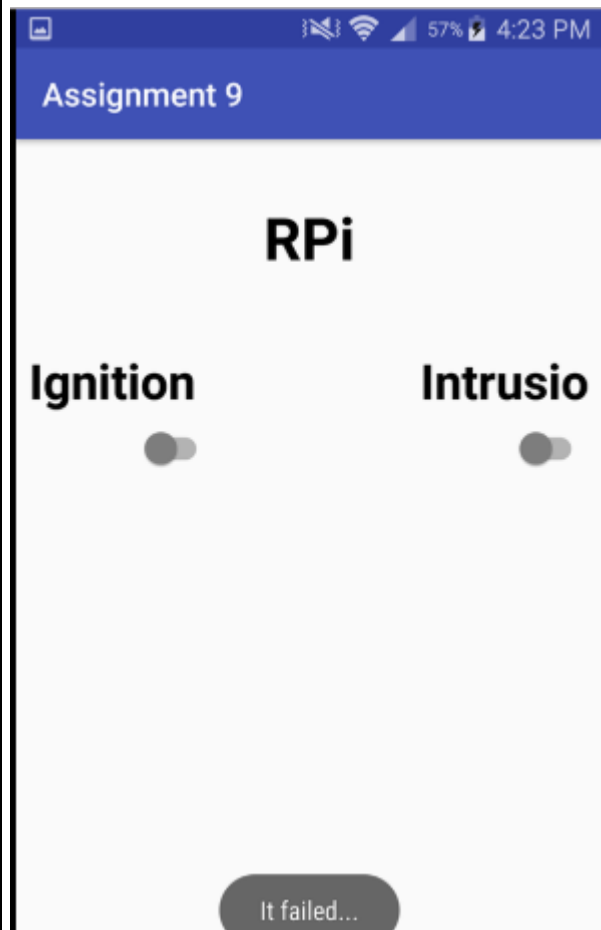 57% 4:23 PM
Assignment 9
RPi
Ignition Intrusio
It failed...